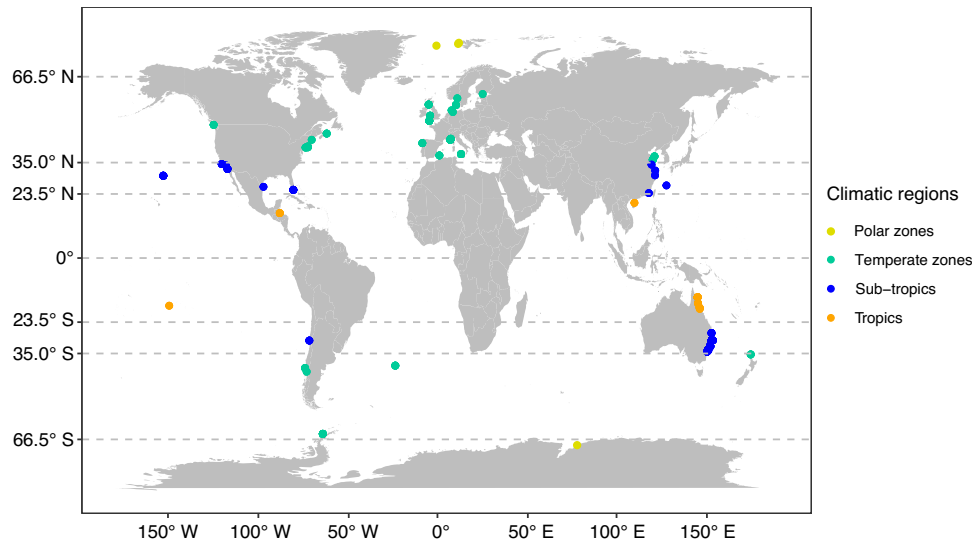 66.5° N
35.0° N
23.5° N
0°
23.5° S
35.0° S
66.5° S
150° W
100° W
50° W
0°
50° E
100° E
150° E
Climatic regions
Polar zones
Temperate zones
Sub−tropics
Tropics